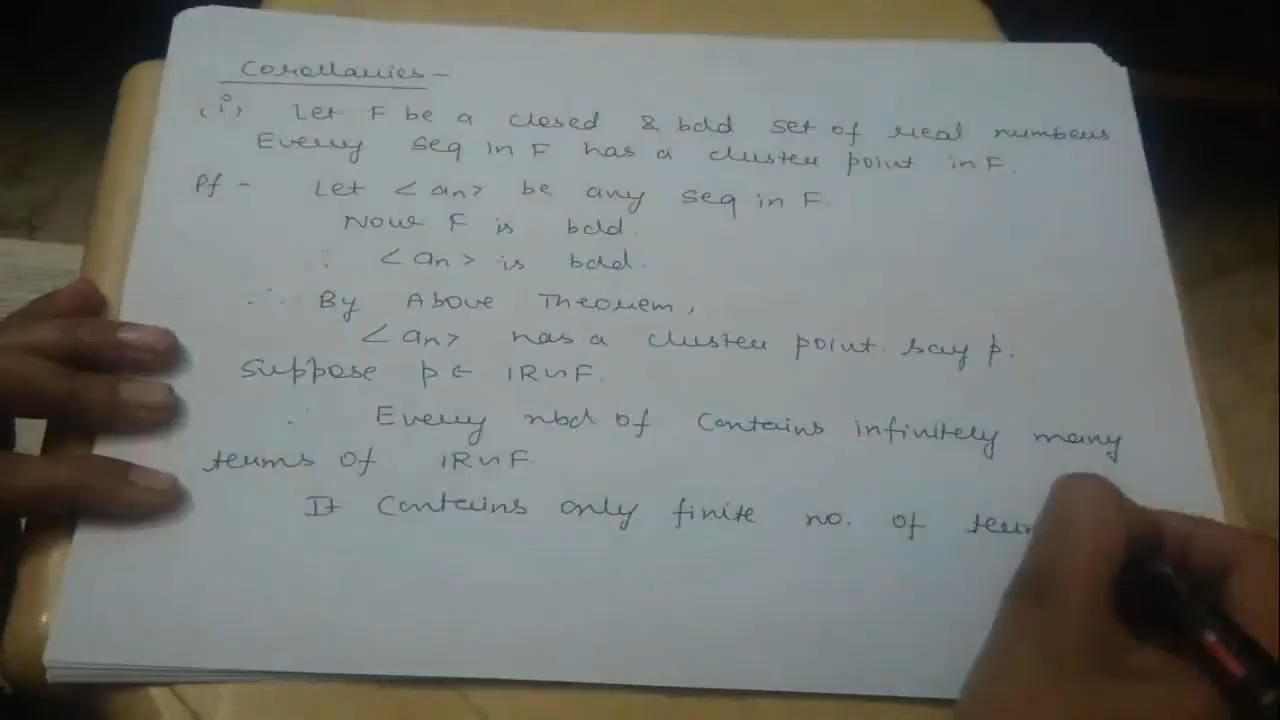 Corollaries -
(i) Let F be a closed & bdd set of real numbers
Every seq in F has a cluster point in F.
Pf - Let <an> be any seq in F.
Now F is bdd.
∴ <an> is bdd.
∴ By Above Theorem,
<an> has a cluster point say p.
Suppose p ∈ IR~F.
∴ Every nbd of Contains infinitely many
terms of IR~F
It Contains only finite no. of